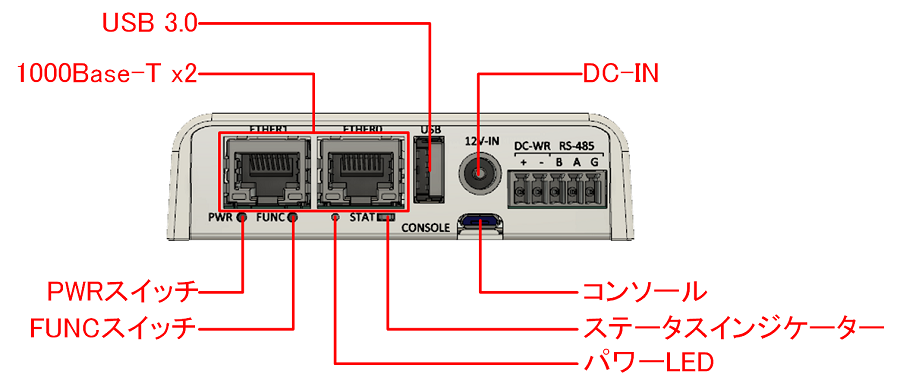 USB 3.0
1000Base-T x2
DC-IN
ETHER1
ETHER0
USB
12V-IN
DC-WR RS-485
+ - B A G
PWR
FUNC
STAT
CONSOLE
PWRスイッチ
コンソール
FUNCスイッチ
ステータスインジケーター
パワーLED